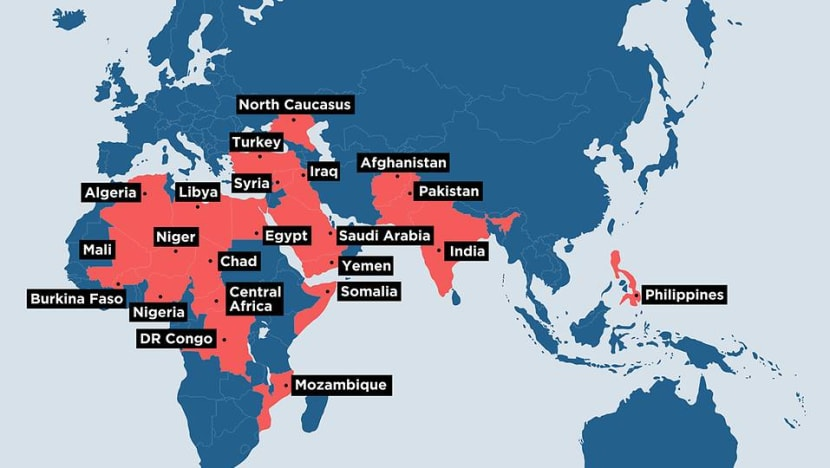 North Caucasus
Turkey
Afghanistan
Iraq
Syria
Pakistan
Algeria
Libya
Niger
Egypt
Saudi Arabia
Mali
India
Chad
Yemen
Burkina Faso
Central
Africa
Somalia
Philippines
Nigeria
DR Congo
Mozambique